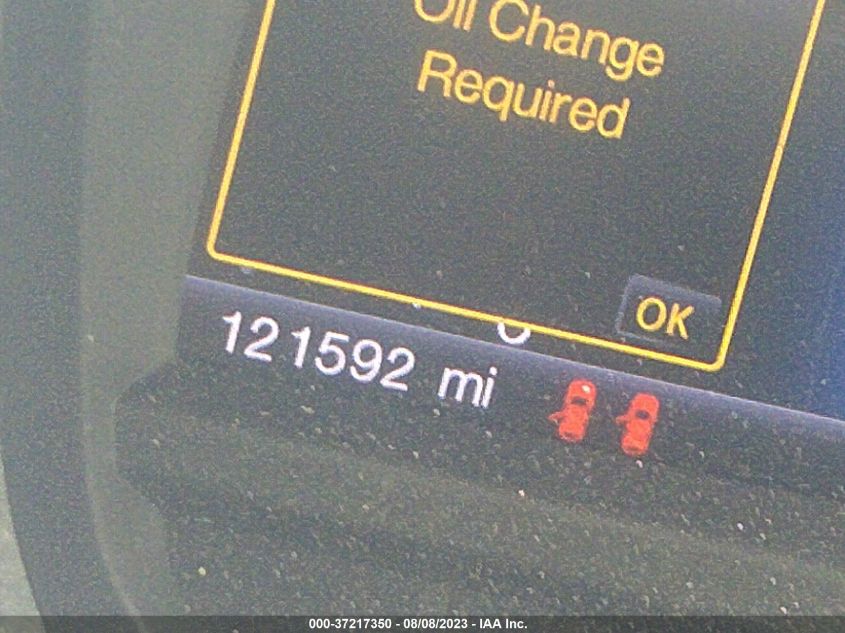 Oil Change
Required
OK
121592 mi
000-37217350 - 08/08/2023 - IAA Inc.